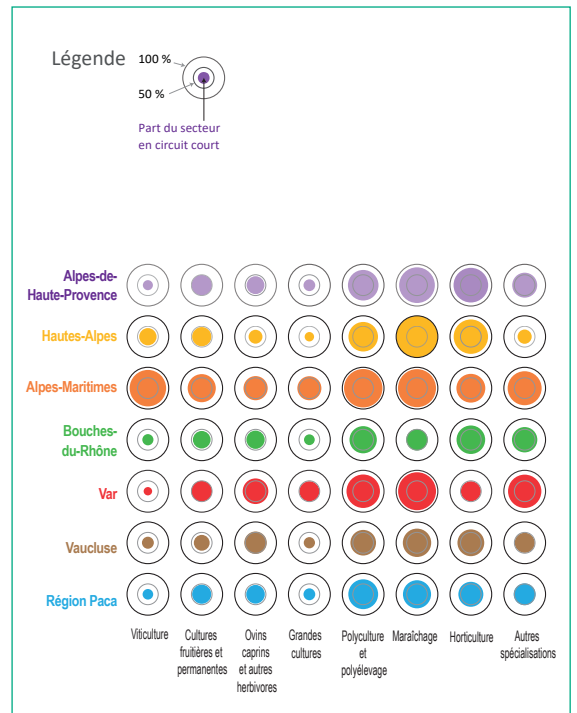 Légende
100 %
50 %
Part du secteur
en circuit court
Alpes-de-
Haute-Provence
Hautes-Alpes
Alpes-Maritimes
Bouches-
du-Rhône
Var
Vaucluse
Région Paca
Viticulture
Cultures
fruitières et
permanentes
Ovins
caprins
et autres
herbivores
Grandes
cultures
Polyculture
et
polyélevage
Maraîchage
Horticulture
Autres
spécialisations